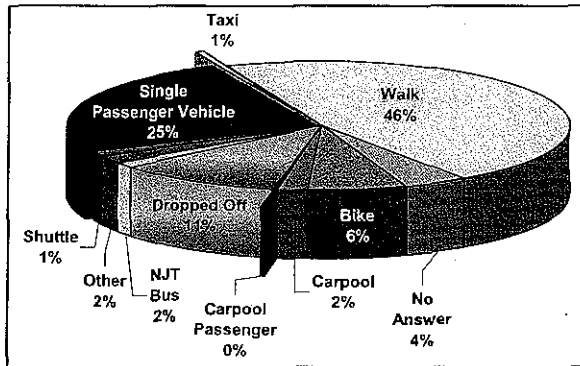 Taxi
1%
Single
Passenger Vehicle
25%
Walk
46%
Dropped Off
11%
Bike
6%
Shuttle
1%
Other
2%
NJT
Bus
2%
Carpool
Passenger
0%
Carpool
2%
No
Answer
4%